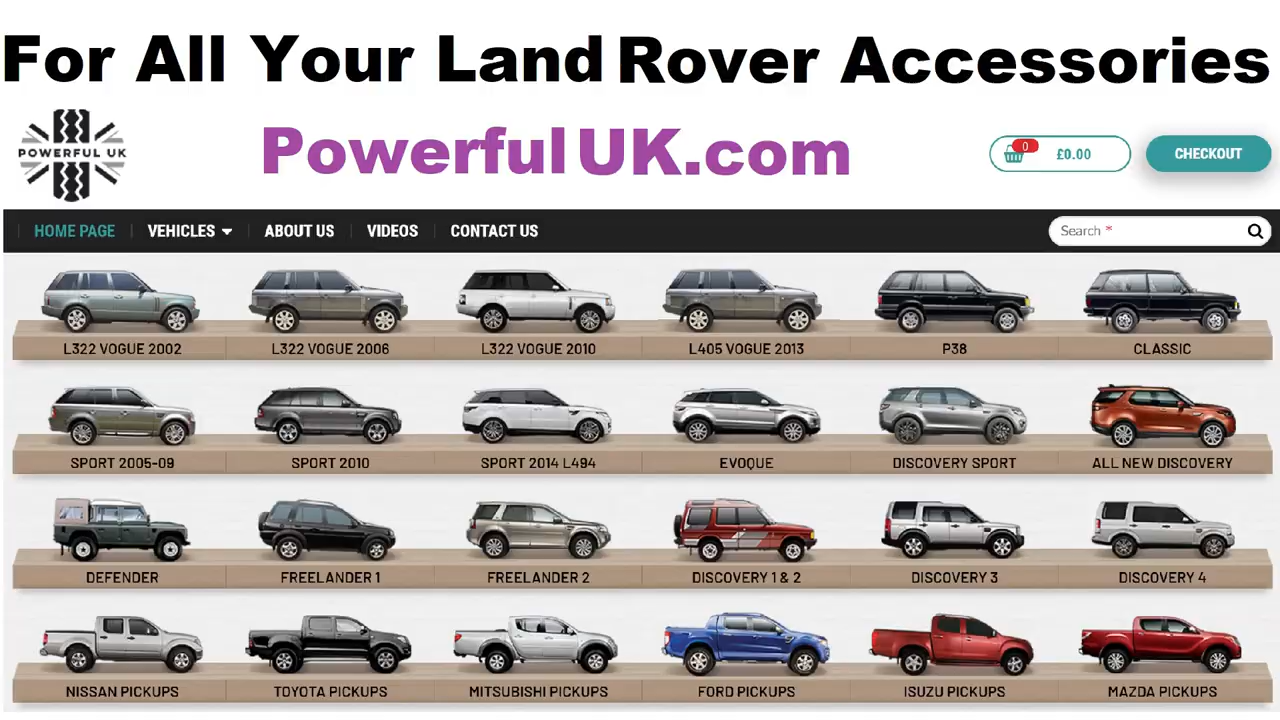 For All Your Land Rover Accessories
POWERFUL UK
PowerfulUK.com
0
£0.00
CHECKOUT
HOME PAGE VEHICLES ABOUT US VIDEOS CONTACT US Search *
L322 VOGUE 2002 L322 VOGUE 2006 L322 VOGUE 2010 L405 VOGUE 2013 P38 CLASSIC
SPORT 2005-09 SPORT 2010 SPORT 2014 L494 EVOQUE DISCOVERY SPORT ALL NEW DISCOVERY
DEFENDER FREELANDER 1 FREELANDER 2 DISCOVERY 1 & 2 DISCOVERY 3 DISCOVERY 4
NISSAN PICKUPS TOYOTA PICKUPS MITSUBISHI PICKUPS FORD PICKUPS ISUZU PICKUPS MAZDA PICKUPS